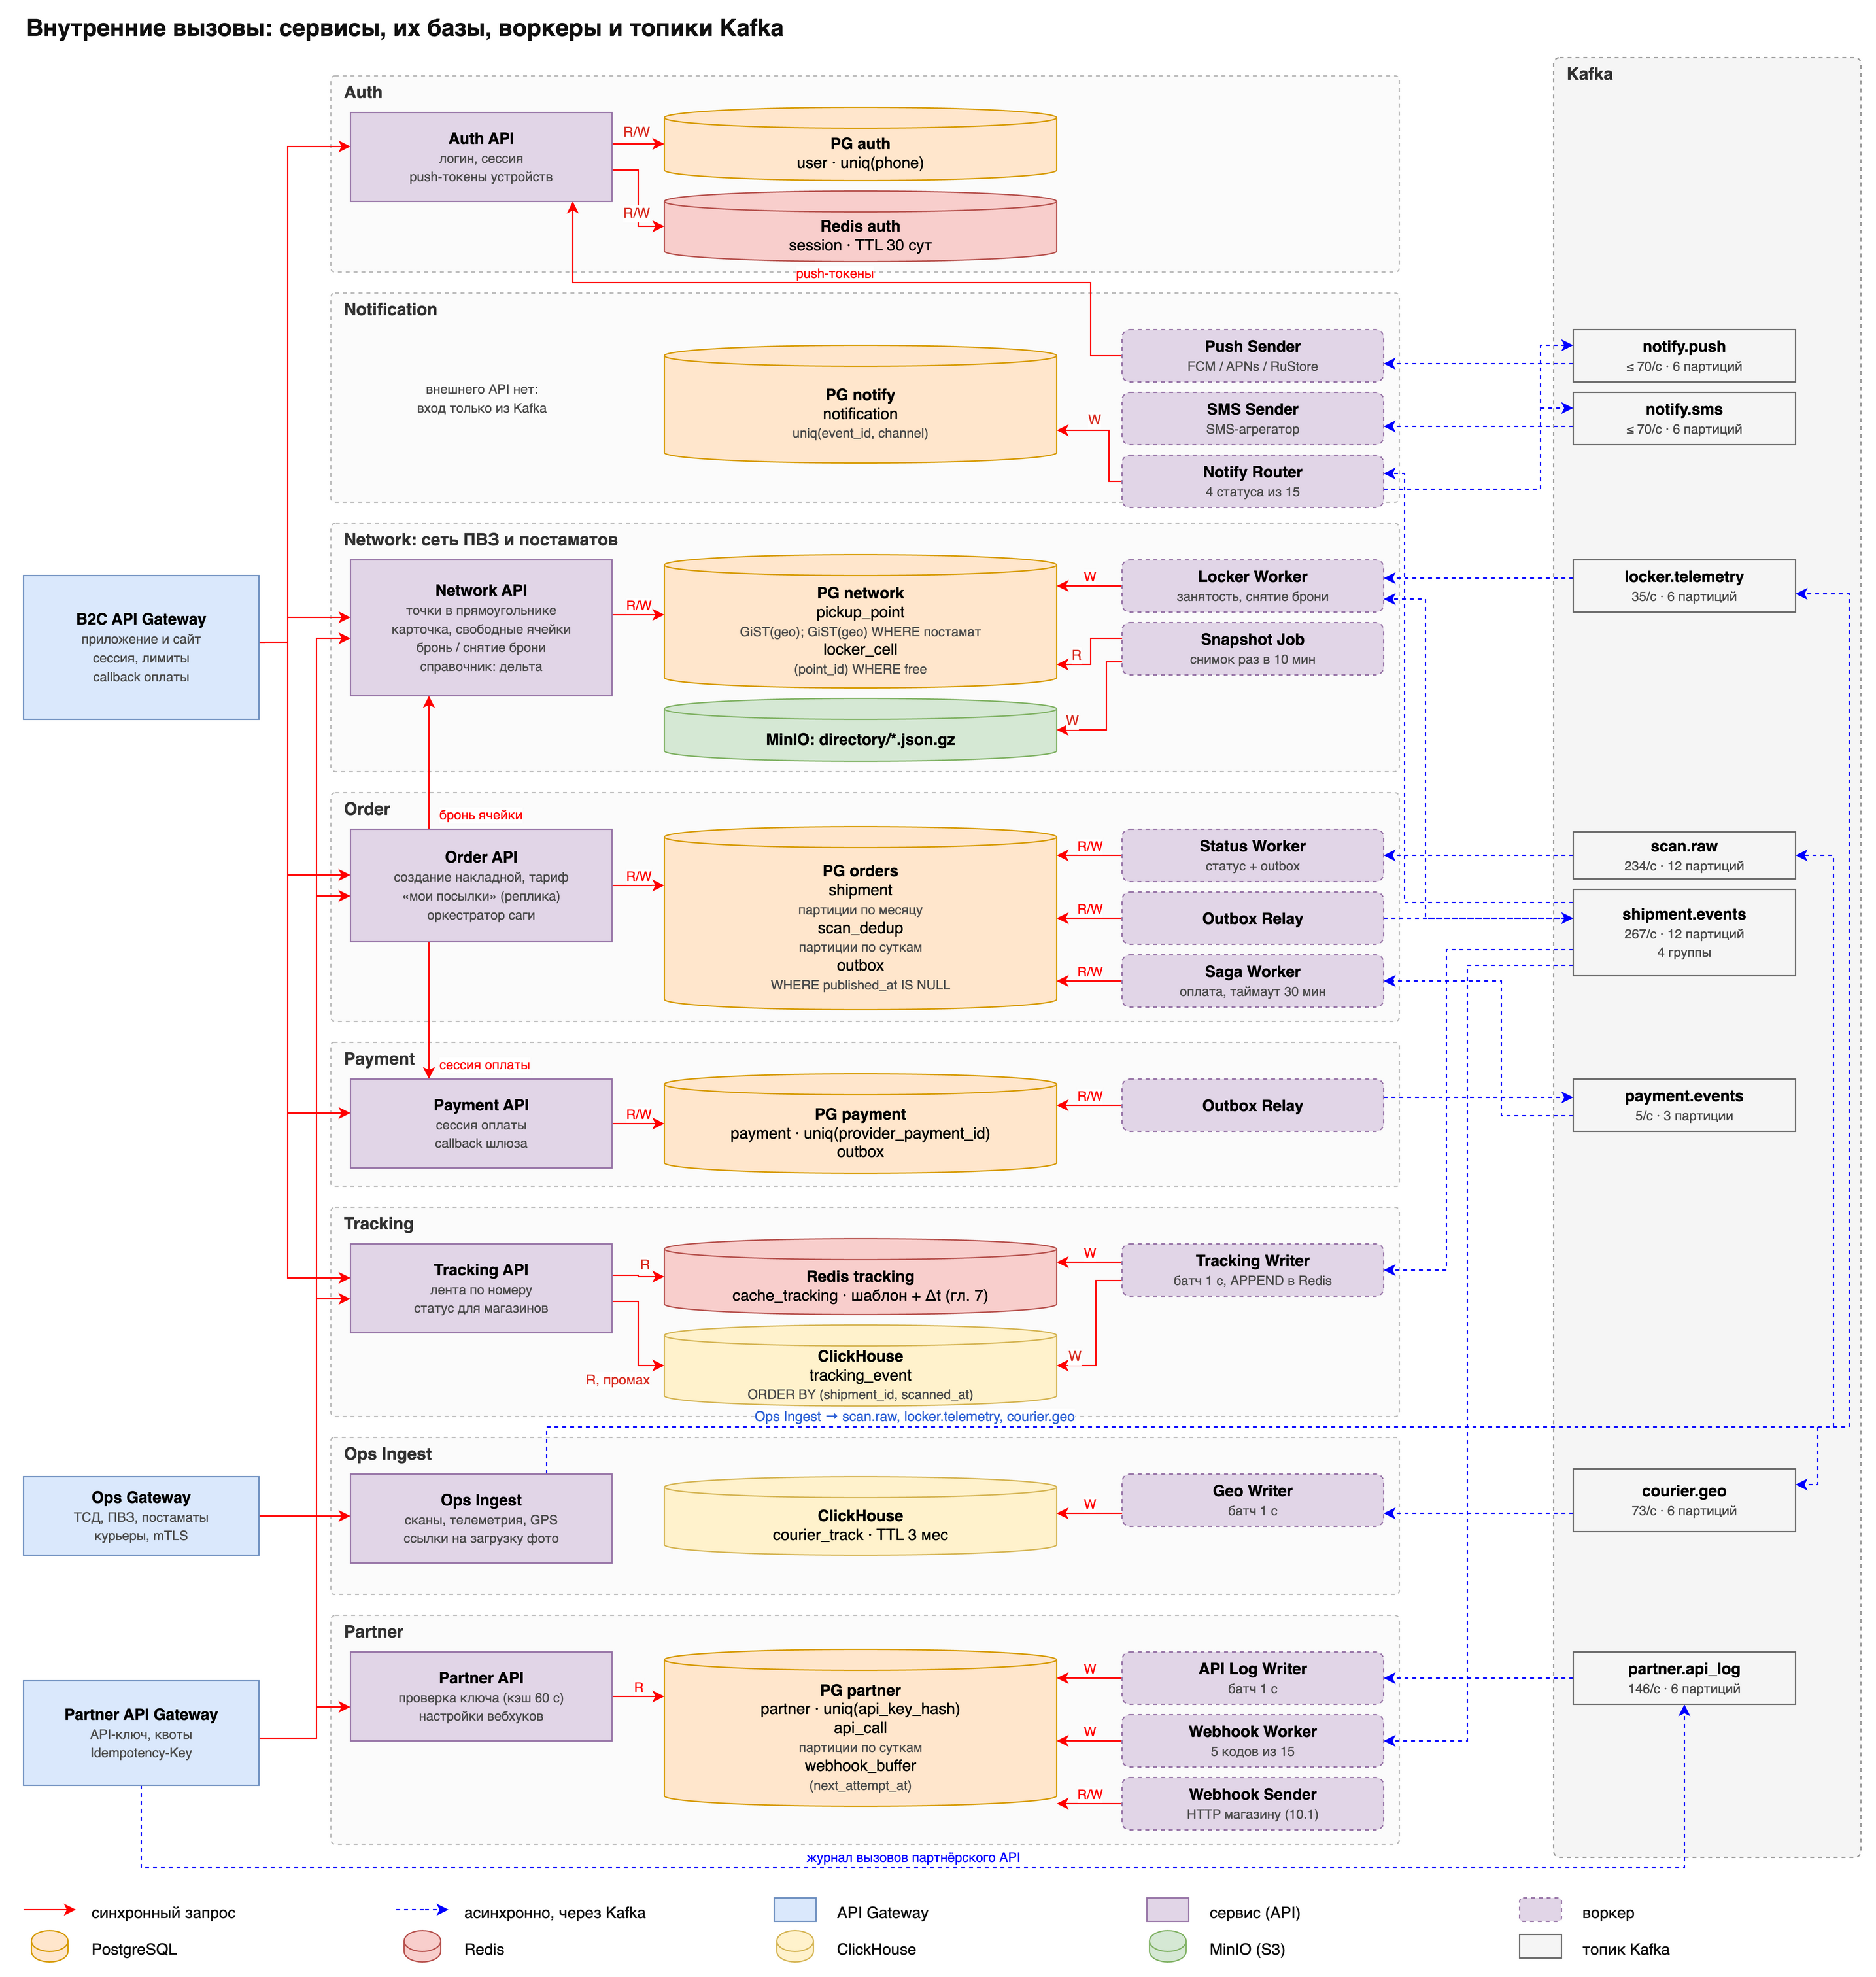 Внутренние вызовы: сервисы, их базы, воркеры и топики Kafka
Kafka
Auth
Auth API
логин, сессия
push-токены устройств
R/W
PG auth
user · uniq(phone)
R/W
Redis auth
session · TTL 30 сут
push-токены
Notification
внешнего API нет:
вход только из Kafka
PG notify
notification
uniq(event_id, channel)
W
Push Sender
FCM / APNs / RuStore
SMS Sender
SMS-агрегатор
Notify Router
4 статуса из 15
notify.push
≤ 70/с · 6 партиций
notify.sms
≤ 70/с · 6 партиций
Network: сеть ПВЗ и постаматов
B2C API Gateway
приложение и сайт
сессия, лимиты
callback оплаты
Network API
точки в прямоугольнике
карточка, свободные ячейки
бронь / снятие брони
справочник: дельта
R/W
PG network
pickup_point
GiST(geo); GiST(geo) WHERE постамат
locker_cell
(point_id) WHERE free
W
R
W
MinIO: directory/*.json.gz
Locker Worker
занятость, снятие брони
Snapshot Job
снимок раз в 10 мин
locker.telemetry
35/с · 6 партиций
Order
бронь ячейки
Order API
создание накладной, тариф
«мои посылки» (реплика)
оркестратор саги
R/W
PG orders
shipment
партиции по месяцу
scan_dedup
партиции по суткам
outbox
WHERE published_at IS NULL
R/W
R/W
R/W
Status Worker
статус + outbox
Outbox Relay
Saga Worker
оплата, таймаут 30 мин
scan.raw
234/с · 12 партиций
shipment.events
267/с · 12 партиций
4 группы
Payment
сессия оплаты
Payment API
сессия оплаты
callback шлюза
R/W
PG payment
payment · uniq(provider_payment_id)
outbox
R/W
Outbox Relay
payment.events
5/с · 3 партиции
Tracking
Tracking API
лента по номеру
статус для магазинов
R
Redis tracking
cache_tracking · шаблон + Δt (гл. 7)
R, промах
ClickHouse
tracking_event
ORDER BY (shipment_id, scanned_at)
W
W
Tracking Writer
батч 1 с, APPEND в Redis
Ops Ingest → scan.raw, locker.telemetry, courier.geo
Ops Ingest
Ops Gateway
ТСД, ПВЗ, постаматы
курьеры, mTLS
Ops Ingest
сканы, телеметрия, GPS
ссылки на загрузку фото
ClickHouse
courier_track · TTL 3 мес
W
Geo Writer
батч 1 с
courier.geo
73/с · 6 партиций
Partner
Partner API Gateway
API-ключ, квоты
Idempotency-Key
Partner API
проверка ключа (кэш 60 с)
настройки вебхуков
R
PG partner
partner · uniq(api_key_hash)
api_call
партиции по суткам
webhook_buffer
(next_attempt_at)
W
W
R/W
API Log Writer
батч 1 с
Webhook Worker
5 кодов из 15
Webhook Sender
HTTP магазину (10.1)
partner.api_log
146/с · 6 партиций
журнал вызовов партнёрского API
синхронный запрос
асинхронно, через Kafka
API Gateway
сервис (API)
воркер
PostgreSQL
Redis
ClickHouse
MinIO (S3)
топик Kafka